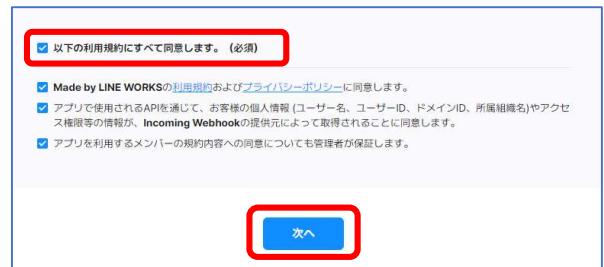 以下の利用規約にすべて同意します。（必須）
Made by LINE WORKSの利用規約およびプライバシーポリシーに同意します。
アプリで使用されるAPIを通じて、お客様の個人情報 (ユーザー名、ユーザーID、ドメインID、所属組織名)やアクセ
ス権限等の情報が、Incoming Webhookの提供元によって取得されることに同意します。
アプリを利用するメンバーの規約内容への同意についても管理者が保証します。
次へ